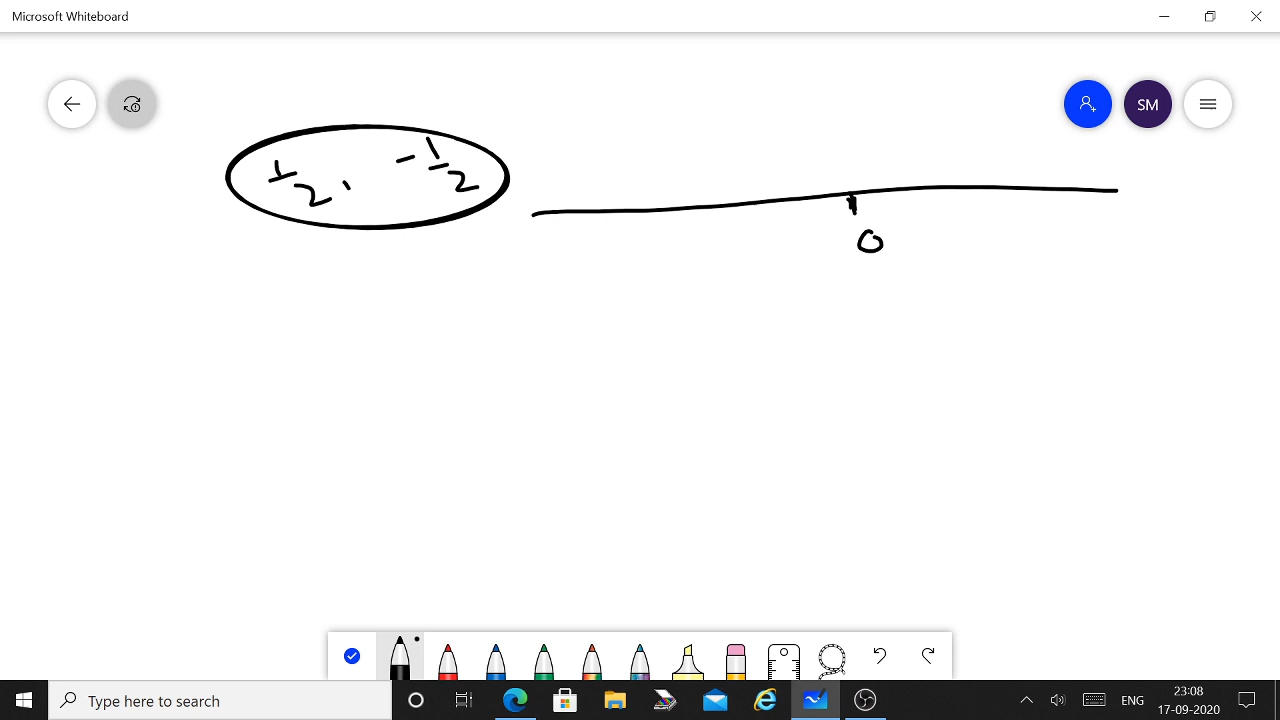 Microsoft Whiteboard
SM
1/2, -1/2
0
Type here to search
ENG
23:08
17-09-2020